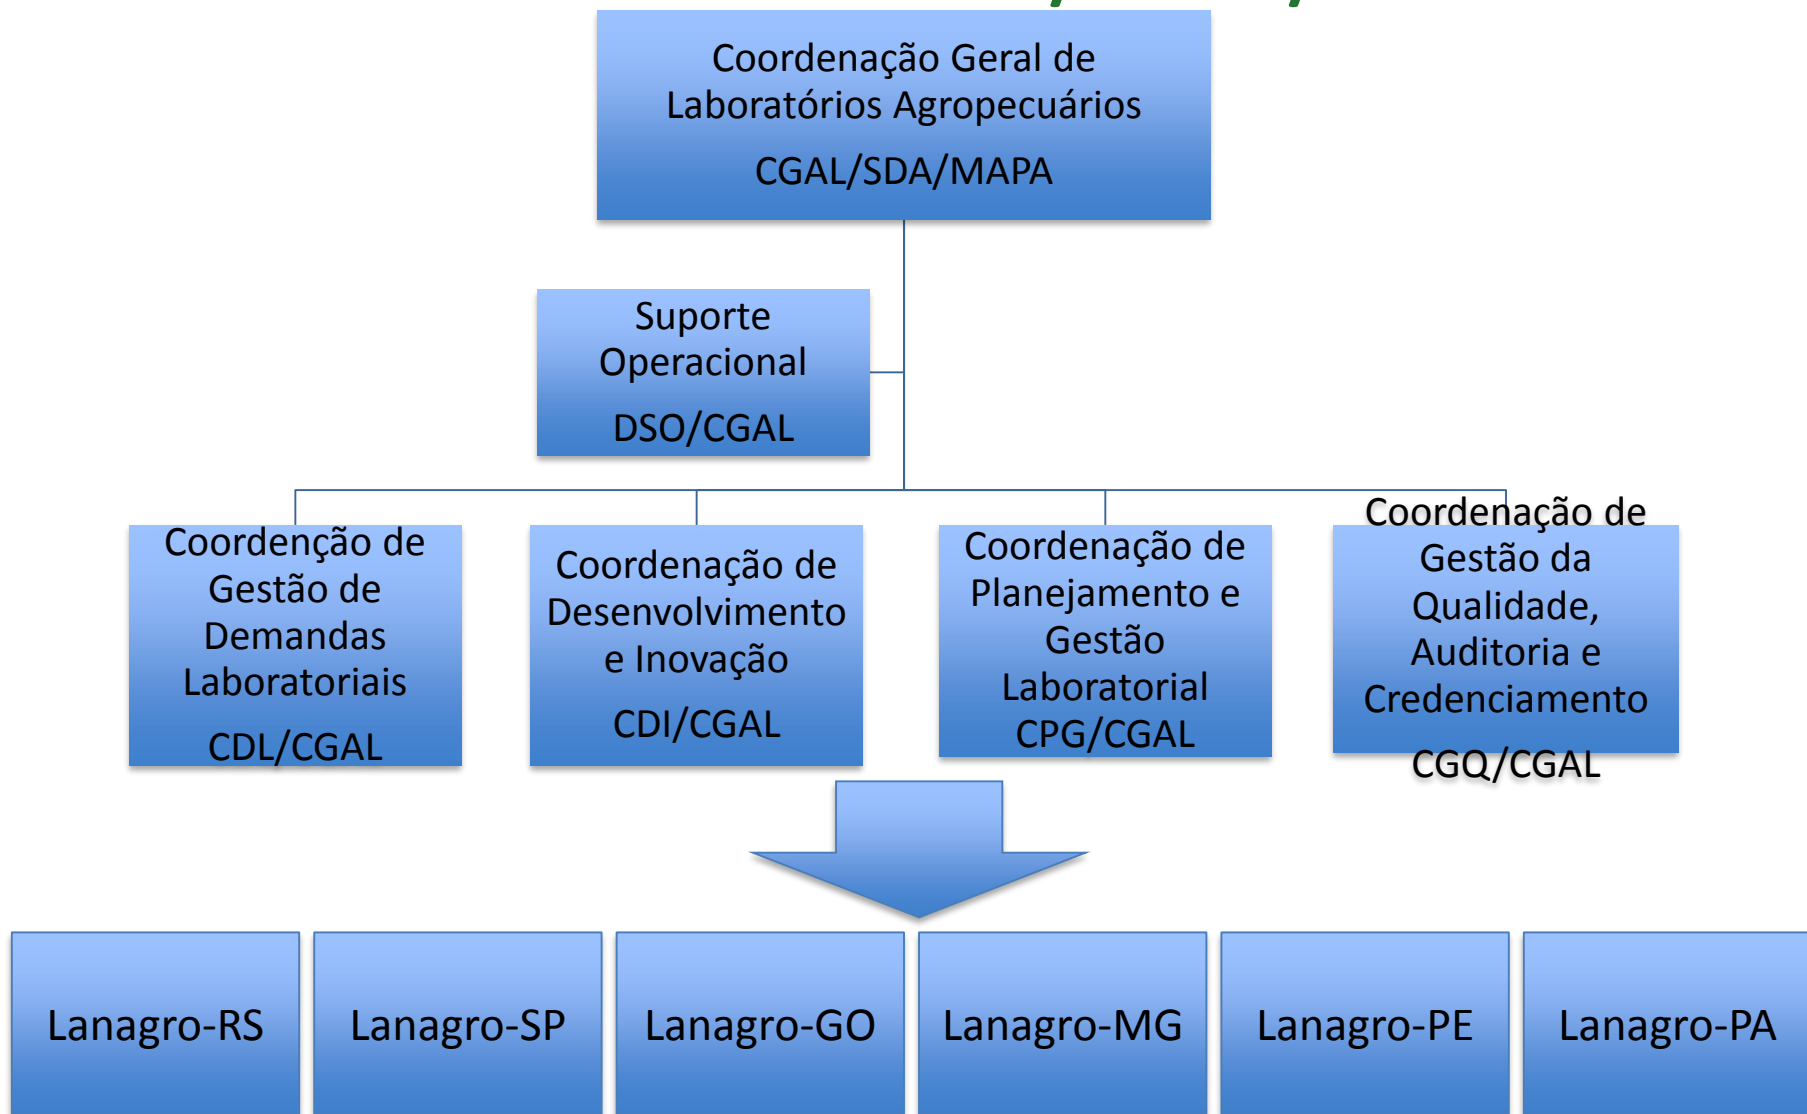 Coordenação Geral de
Laboratórios Agropecuários
CGAL/SDA/MAPA
Suporte
Operacional
DSO/CGAL
Coordenção de
Gestão de
Demandas
Laboratoriais
CDL/CGAL
Coordenação de
Desenvolvimento
e Inovação
CDI/CGAL
Coordenação de
Planejamento e
Gestão
Laboratorial
CPG/CGAL
Coordenação de
Gestão da
Qualidade,
Auditoria e
Credenciamento
CGQ/CGAL
Lanagro-RS
Lanagro-SP
Lanagro-GO
Lanagro-MG
Lanagro-PE
Lanagro-PA